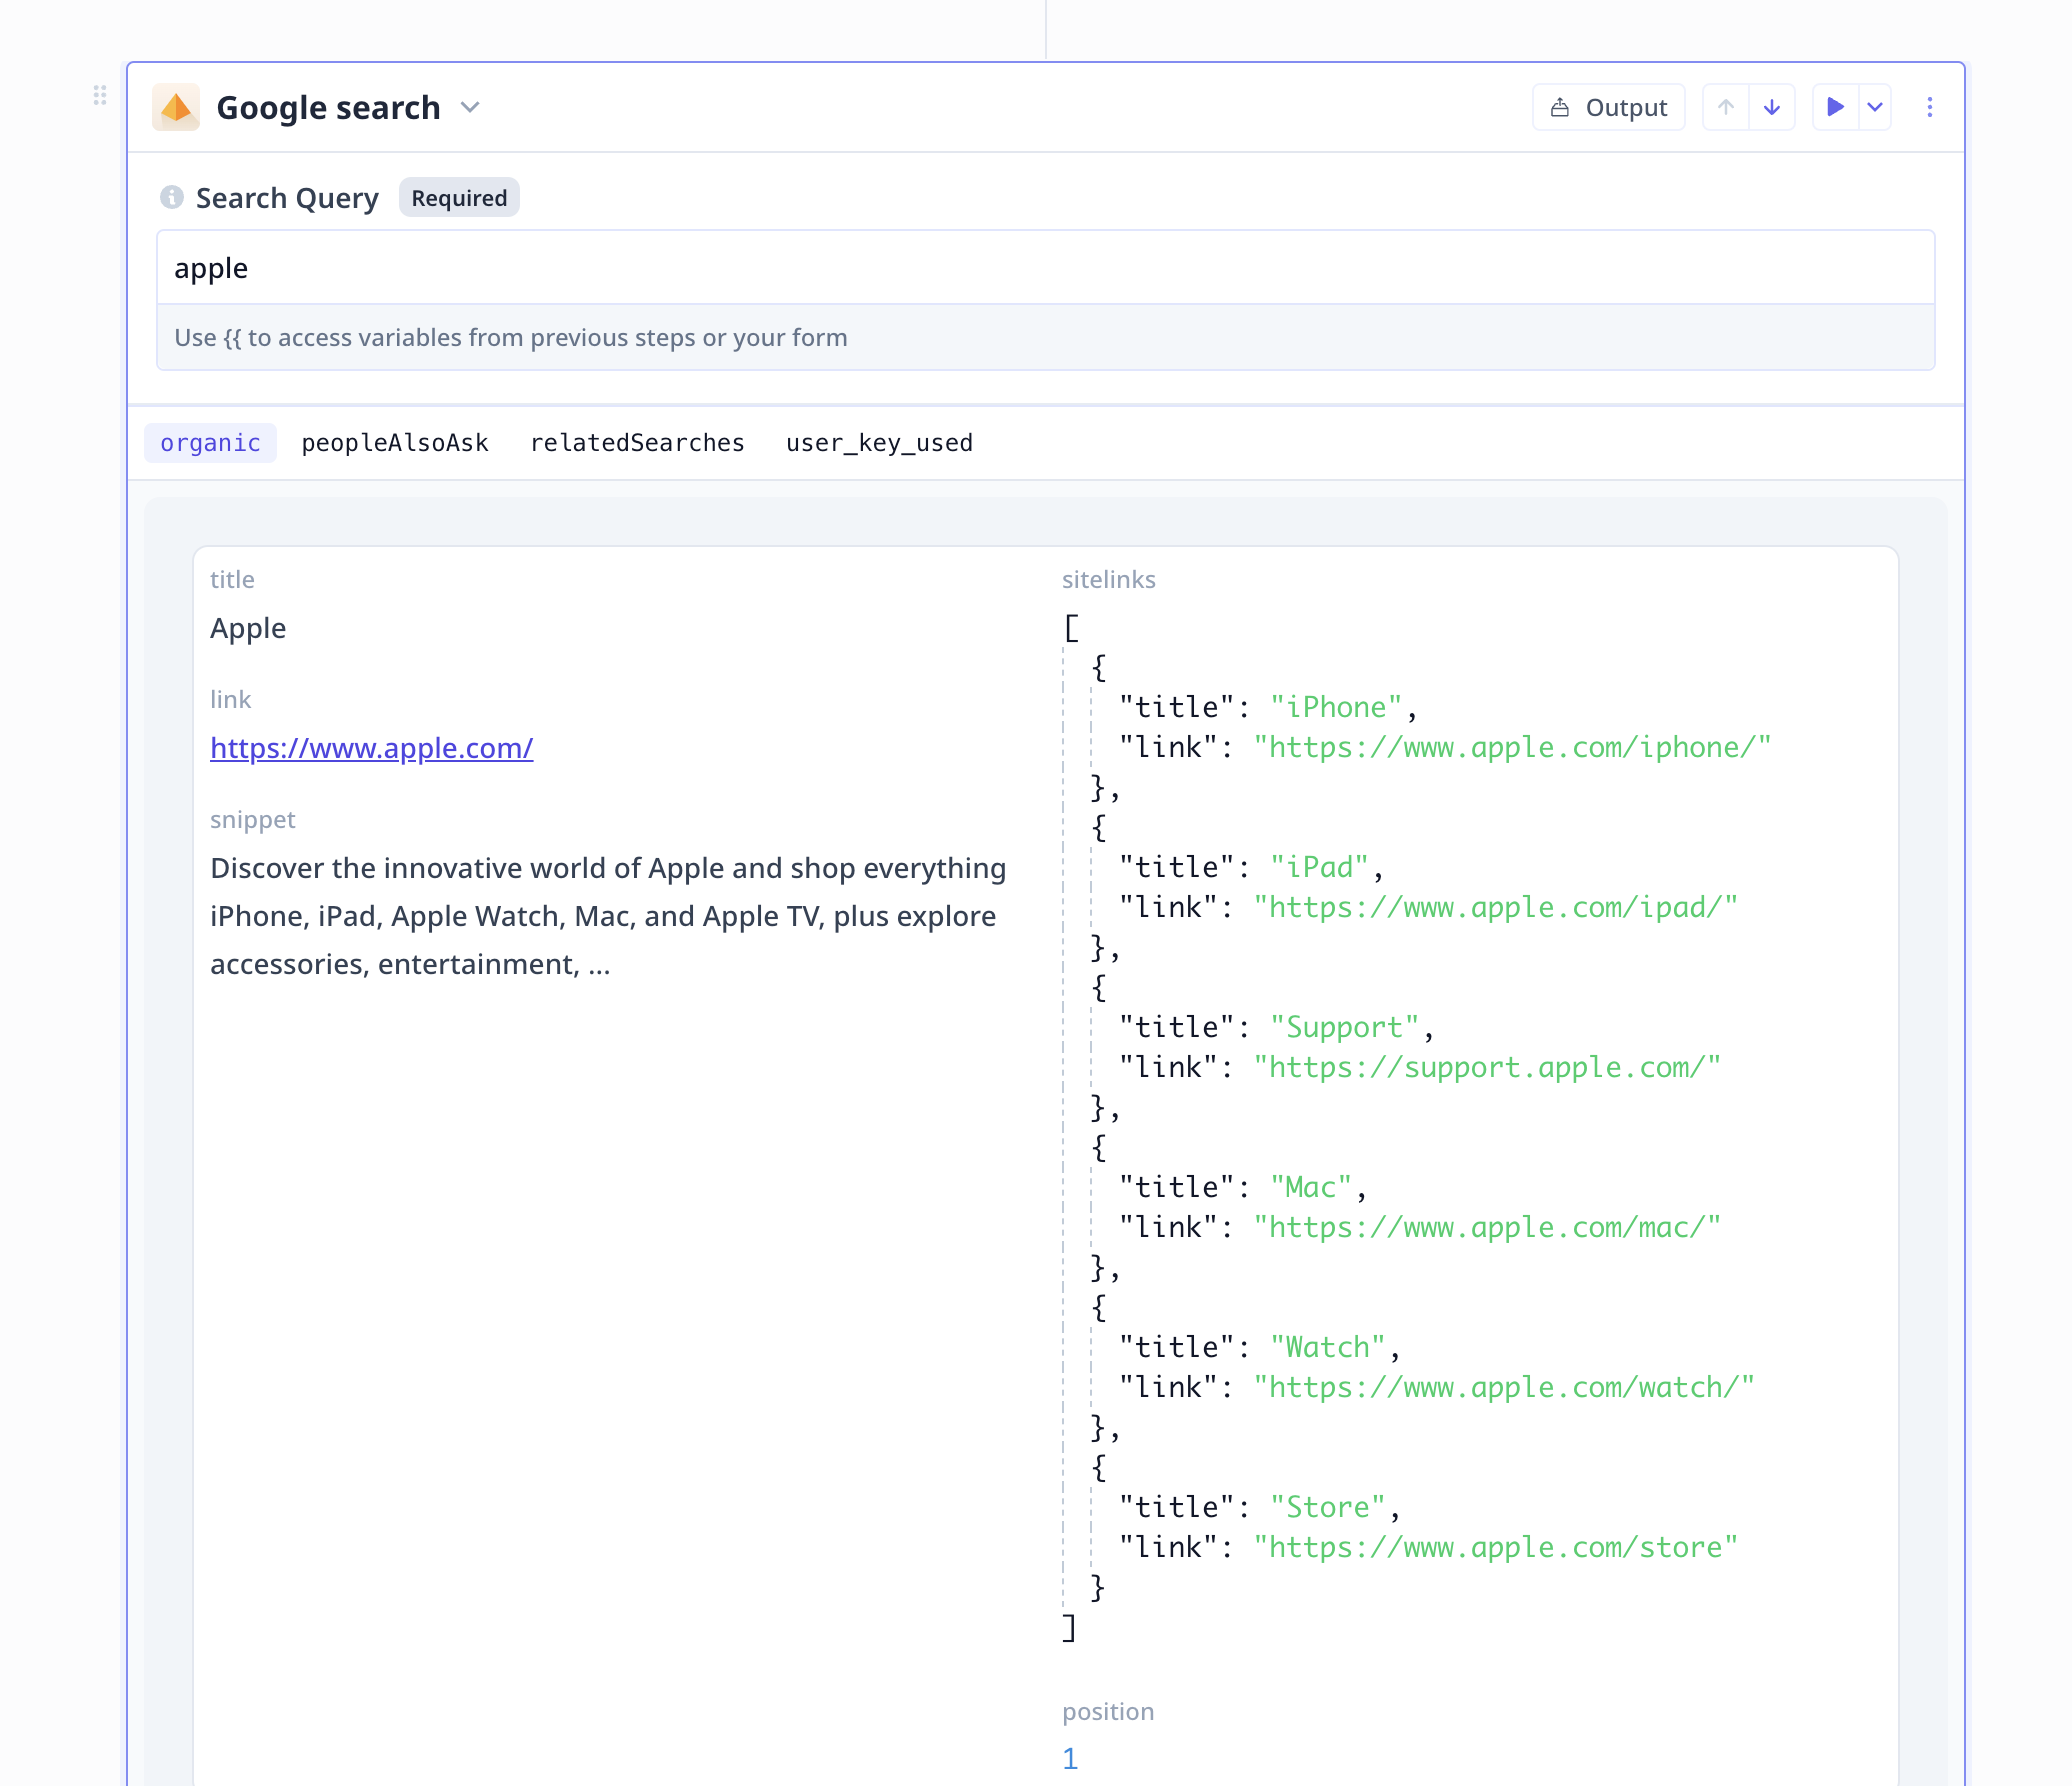 Google search
Output
Search Query Required
apple
Use {{ to access variables from previous steps or your form
organic peopleAlsoAsk relatedSearches user_key_used
title
Apple
link
https://www.apple.com/
snippet
Discover the innovative world of Apple and shop everything
iPhone, iPad, Apple Watch, Mac, and Apple TV, plus explore
accessories, entertainment, ...
sitelinks
[
{
"title": "iPhone",
"link": "https://www.apple.com/iphone/"
},
{
"title": "iPad",
"link": "https://www.apple.com/ipad/"
},
{
"title": "Support",
"link": "https://support.apple.com/"
},
{
"title": "Mac",
"link": "https://www.apple.com/mac/"
},
{
"title": "Watch",
"link": "https://www.apple.com/watch/"
},
{
"title": "Store",
"link": "https://www.apple.com/store"
}
]
position
1